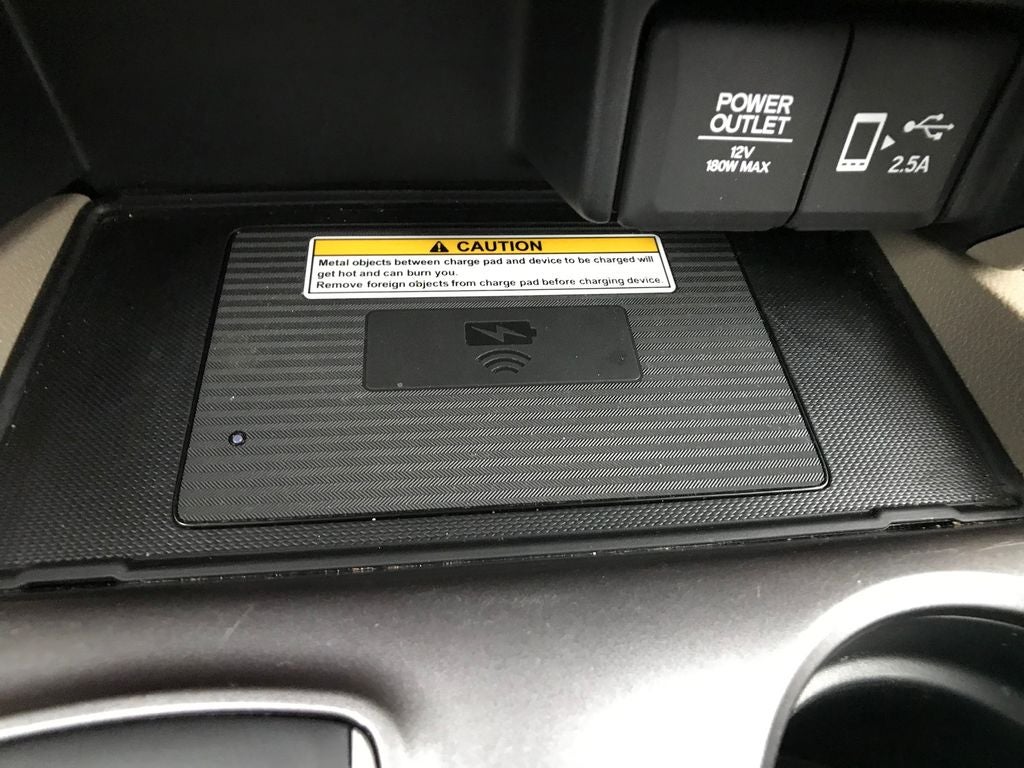 POWER
OUTLET
12V
180W MAX
2.5A
CAUTION
Metal objects between charge pad and device to be charged will
get hot and can burn you.
Remove foreign objects from charge pad before charging device.